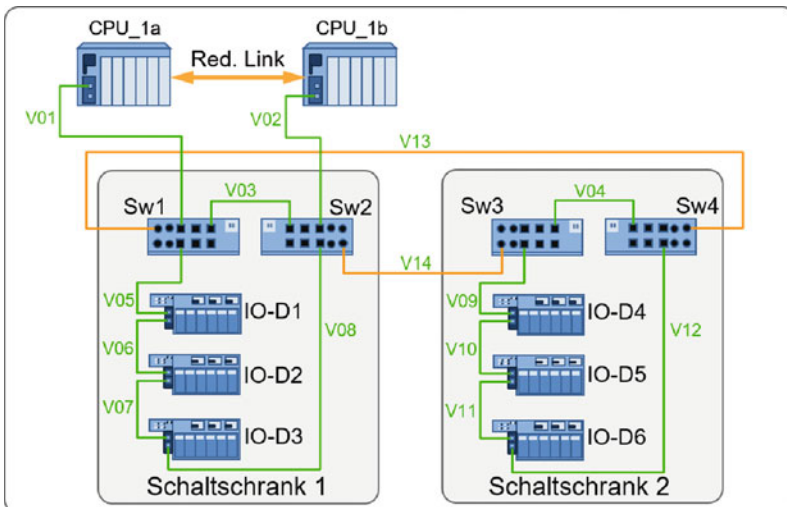 CPU_1a
CPU_1b
Red. Link
V01
V02
V13
V03
V04
Sw1
Sw2
Sw3
Sw4
V14
V05
IO-D1
V08
V09
IO-D4
V12
V06
V10
IO-D2
IO-D5
V07
V11
IO-D3
IO-D6
Schaltschrank 1
Schaltschrank 2